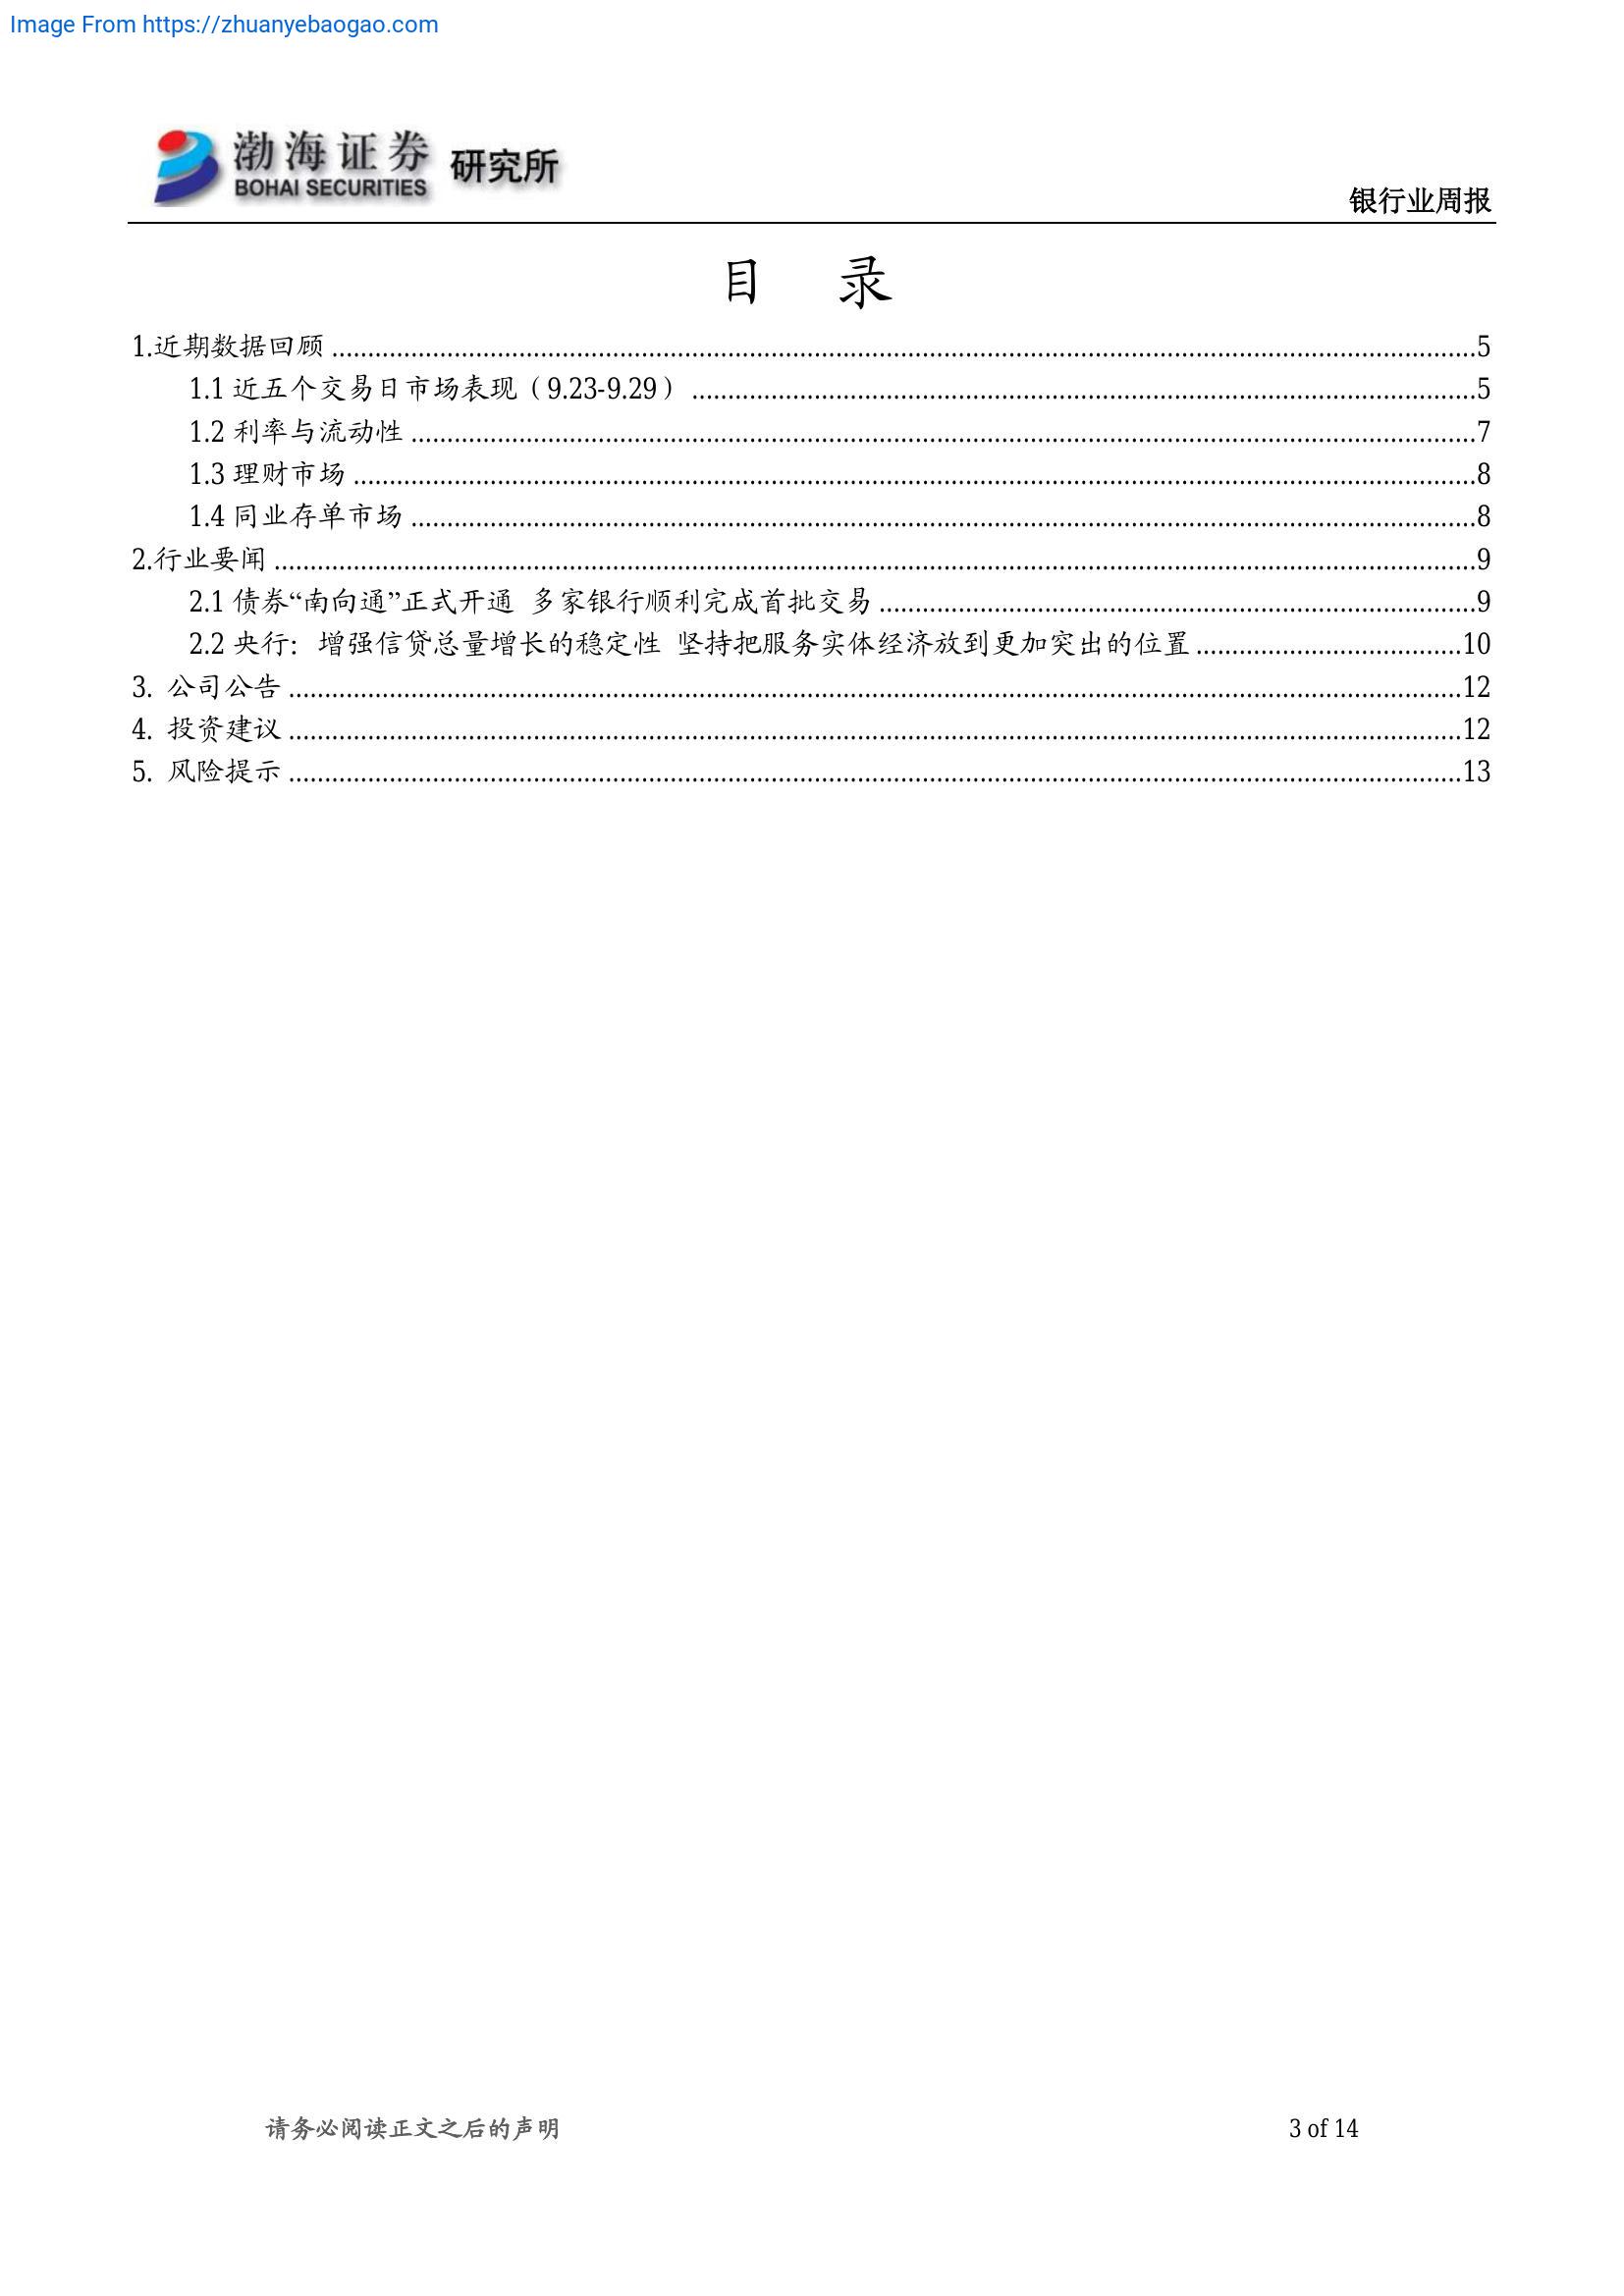 Image From https://zhuanyebaogao.com
渤海证券 研究所
BOHAI SECURITIES
银行业周报
目 录
1.近期数据回顾 ........................................ 5
1.1 近五个交易日市场表现（9.23-9.29） ........................................ 5
1.2 利率与流动性 ........................................ 7
1.3 理财市场 ........................................ 8
1.4 同业存单市场 ........................................ 8
2.行业要闻 ........................................ 9
2.1 债券“南向通”正式开通 多家银行顺利完成首批交易 ........................................ 9
2.2 央行：增强信贷总量增长的稳定性 坚持把服务实体经济放到更加突出的位置 ........................................ 10
3. 公司公告 ........................................ 12
4. 投资建议 ........................................ 12
5. 风险提示 ........................................ 13
请务必阅读正文之后的声明 3 of 14